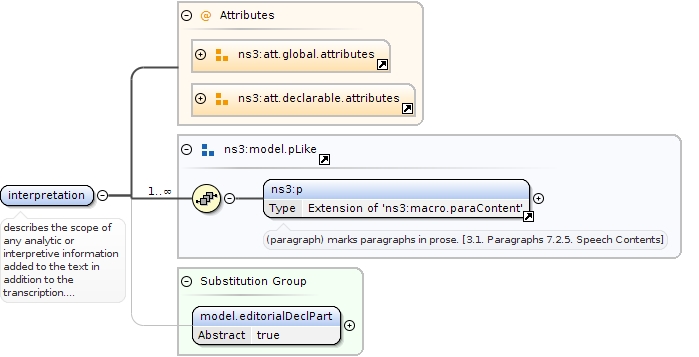 @ Attributes
ns3:att.global.attributes
ns3:att.declarable.attributes
ns3:model.pLike
interpretation
1..∞
ns3:p
Type Extension of 'ns3:macro.paraContent'
(paragraph) marks paragraphs in prose. [3.1. Paragraphs 7.2.5. Speech Contents]
describes the scope of
any analytic or
interpretive information
added to the text in
addition to the
transcription....
Substitution Group
model.editorialDeclPart
Abstract true